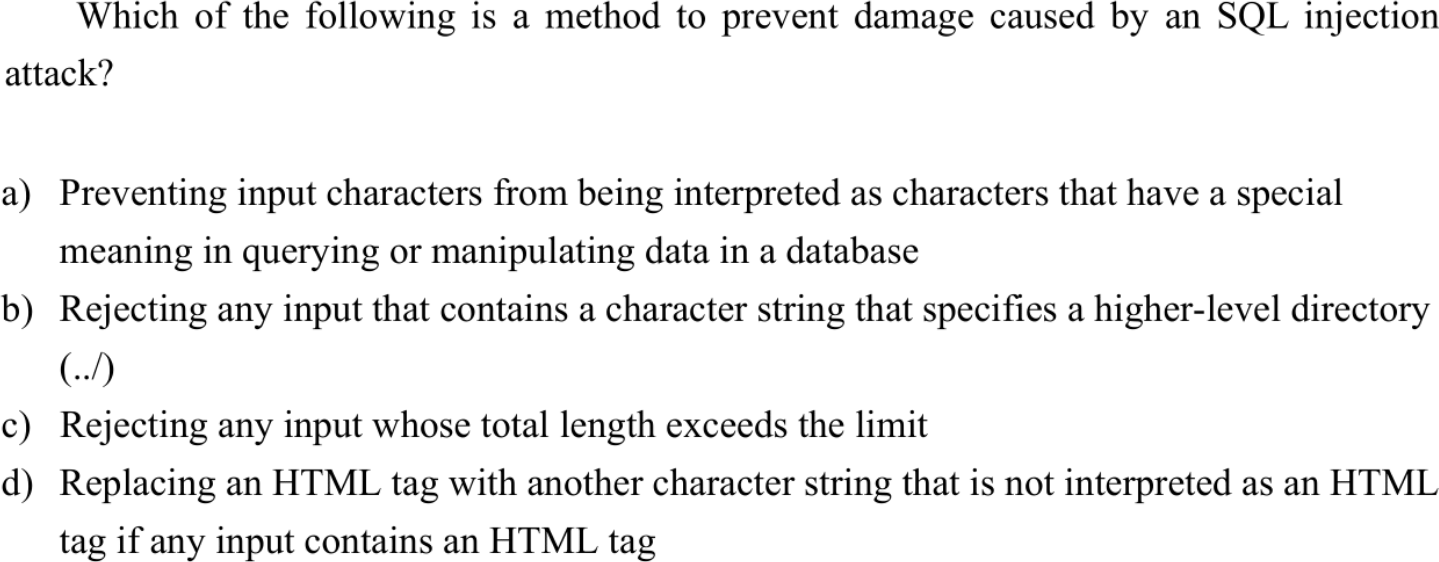 Which of the following is a method to prevent damage caused by an SQL injection
attack?
a) Preventing input characters from being interpreted as characters that have a special
meaning in querying or manipulating data in a database
b) Rejecting any input that contains a character string that specifies a higher-level directory
(../)
c) Rejecting any input whose total length exceeds the limit
d) Replacing an HTML tag with another character string that is not interpreted as an HTML
tag if any input contains an HTML tag